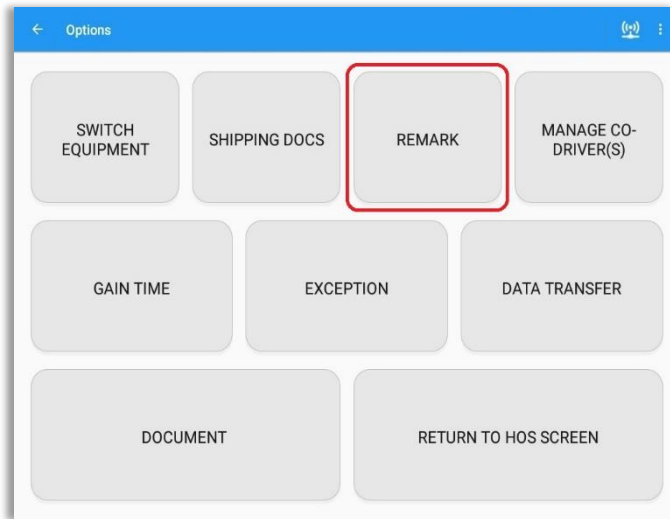 Options
SWITCH
EQUIPMENT
SHIPPING DOCS
REMARK
MANAGE CO-
DRIVER(S)
GAIN TIME
EXCEPTION
DATA TRANSFER
DOCUMENT
RETURN TO HOS SCREEN